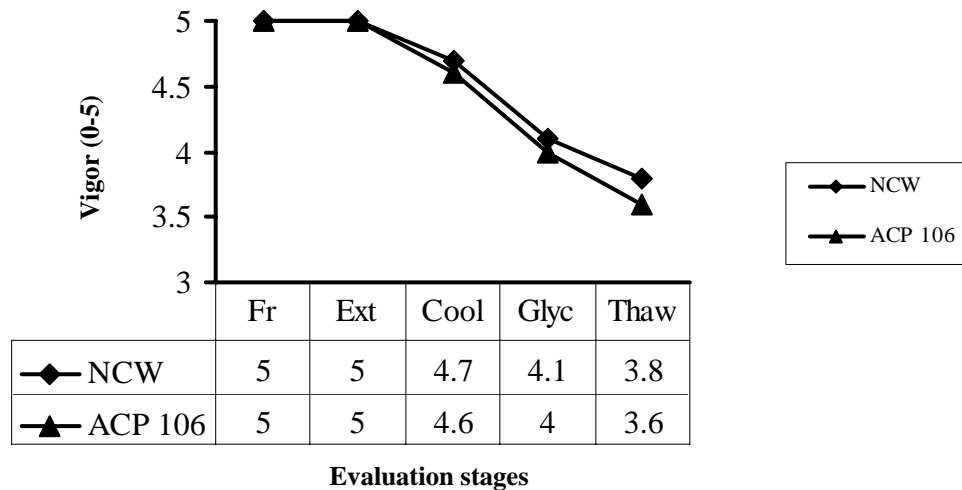 5
4.5
4
3.5
3
Vigor (0-5)
NCW
ACP 106
Fr Ext Cool Glyc Thaw
NCW 5 5 4.7 4.1 3.8
ACP 106 5 5 4.6 4 3.6
Evaluation stages